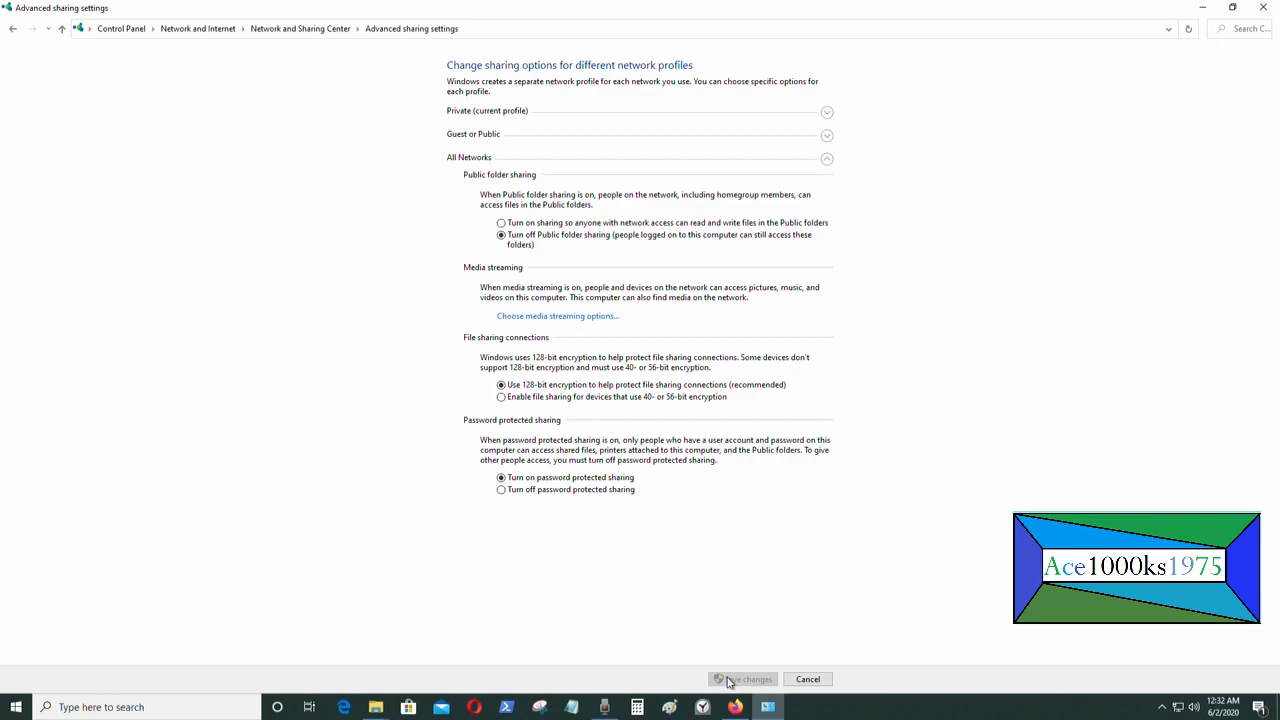 Advanced sharing settings
Control Panel > Network and Internet > Network and Sharing Center > Advanced sharing settings
Search C...
Change sharing options for different network profiles
Windows creates a separate network profile for each network you use. You can choose specific options for
each profile.
Private (current profile)
Guest or Public
All Networks
Public folder sharing
When Public folder sharing is on, people on the network, including homegroup members, can
access files in the Public folders.
Turn on sharing so anyone with network access can read and write files in the Public folders
Turn off Public folder sharing (people logged on to this computer can still access these
folders)
Media streaming
When media streaming is on, people and devices on the network can access pictures, music, and
videos on this computer. This computer can also find media on the network.
Choose media streaming options...
File sharing connections
Windows uses 128-bit encryption to help protect file sharing connections. Some devices don't
support 128-bit encryption and must use 40- or 56-bit encryption.
Use 128-bit encryption to help protect file sharing connections (recommended)
Enable file sharing for devices that use 40- or 56-bit encryption
Password protected sharing
When password protected sharing is on, only people who have a user account and password on this
computer can access shared files, printers attached to this computer, and the Public folders. To give
other people access, you must turn off password protected sharing.
Turn on password protected sharing
Turn off password protected sharing
Ace1000ks1975
changes
Cancel
Type here to search
12:32 AM
6/2/2020